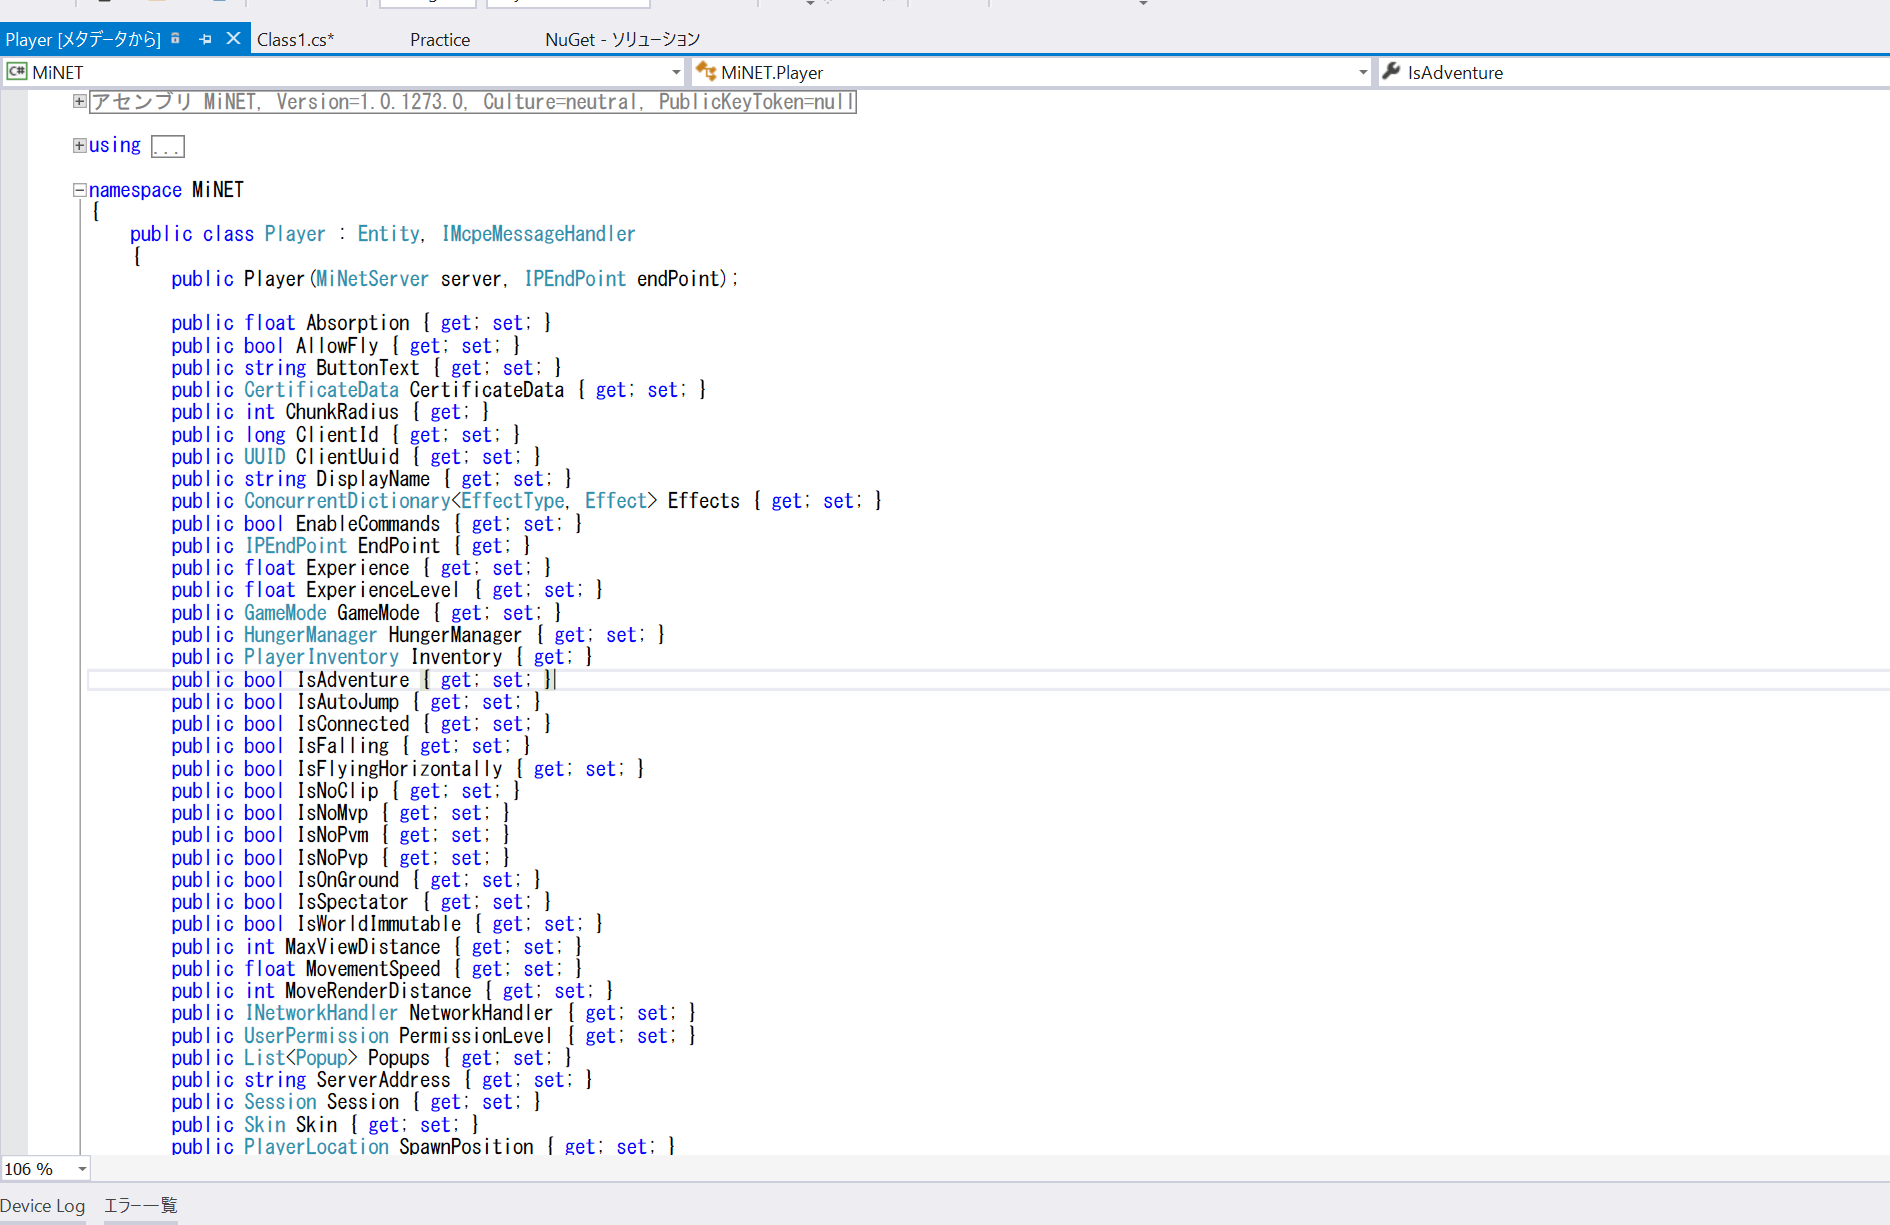 Player [メタデータから] Class1.cs* Practice NuGet - ソリューション
C# MiNET MiNET.Player IsAdventure
アセンブリ MiNET, Version=1.0.1273.0, Culture=neutral, PublicKeyToken=null
using ...
namespace MiNET
{
public class Player : Entity, IMcpeMessageHandler
{
public Player(MiNetServer server, IPEndPoint endPoint);
public float Absorption { get; set; }
public bool AllowFly { get; set; }
public string ButtonText { get; set; }
public CertificateData CertificateData { get; set; }
public int ChunkRadius { get; }
public long ClientId { get; set; }
public UUID ClientUuid { get; set; }
public string DisplayName { get; set; }
public ConcurrentDictionary<EffectType, Effect> Effects { get; set; }
public bool EnableCommands { get; set; }
public IPEndPoint EndPoint { get; }
public float Experience { get; set; }
public float ExperienceLevel { get; set; }
public GameMode GameMode { get; set; }
public HungerManager HungerManager { get; set; }
public PlayerInventory Inventory { get; }
public bool IsAdventure { get; set; }
public bool IsAutoJump { get; set; }
public bool IsConnected { get; set; }
public bool IsFalling { get; set; }
public bool IsFlyingHorizontally { get; set; }
public bool IsNoClip { get; set; }
public bool IsNoMvp { get; set; }
public bool IsNoPvm { get; set; }
public bool IsNoPvp { get; set; }
public bool IsOnGround { get; set; }
public bool IsSpectator { get; set; }
public bool IsWorldImmutable { get; set; }
public int MaxViewDistance { get; set; }
public float MovementSpeed { get; set; }
public int MoveRenderDistance { get; set; }
public INetworkHandler NetworkHandler { get; set; }
public UserPermission PermissionLevel { get; set; }
public List<Popup> Popups { get; set; }
public string ServerAddress { get; set; }
public Session Session { get; set; }
public Skin Skin { get; set; }
public PlayerLocation SpawnPosition { get; set; }
106 %
Device Log エラー一覧